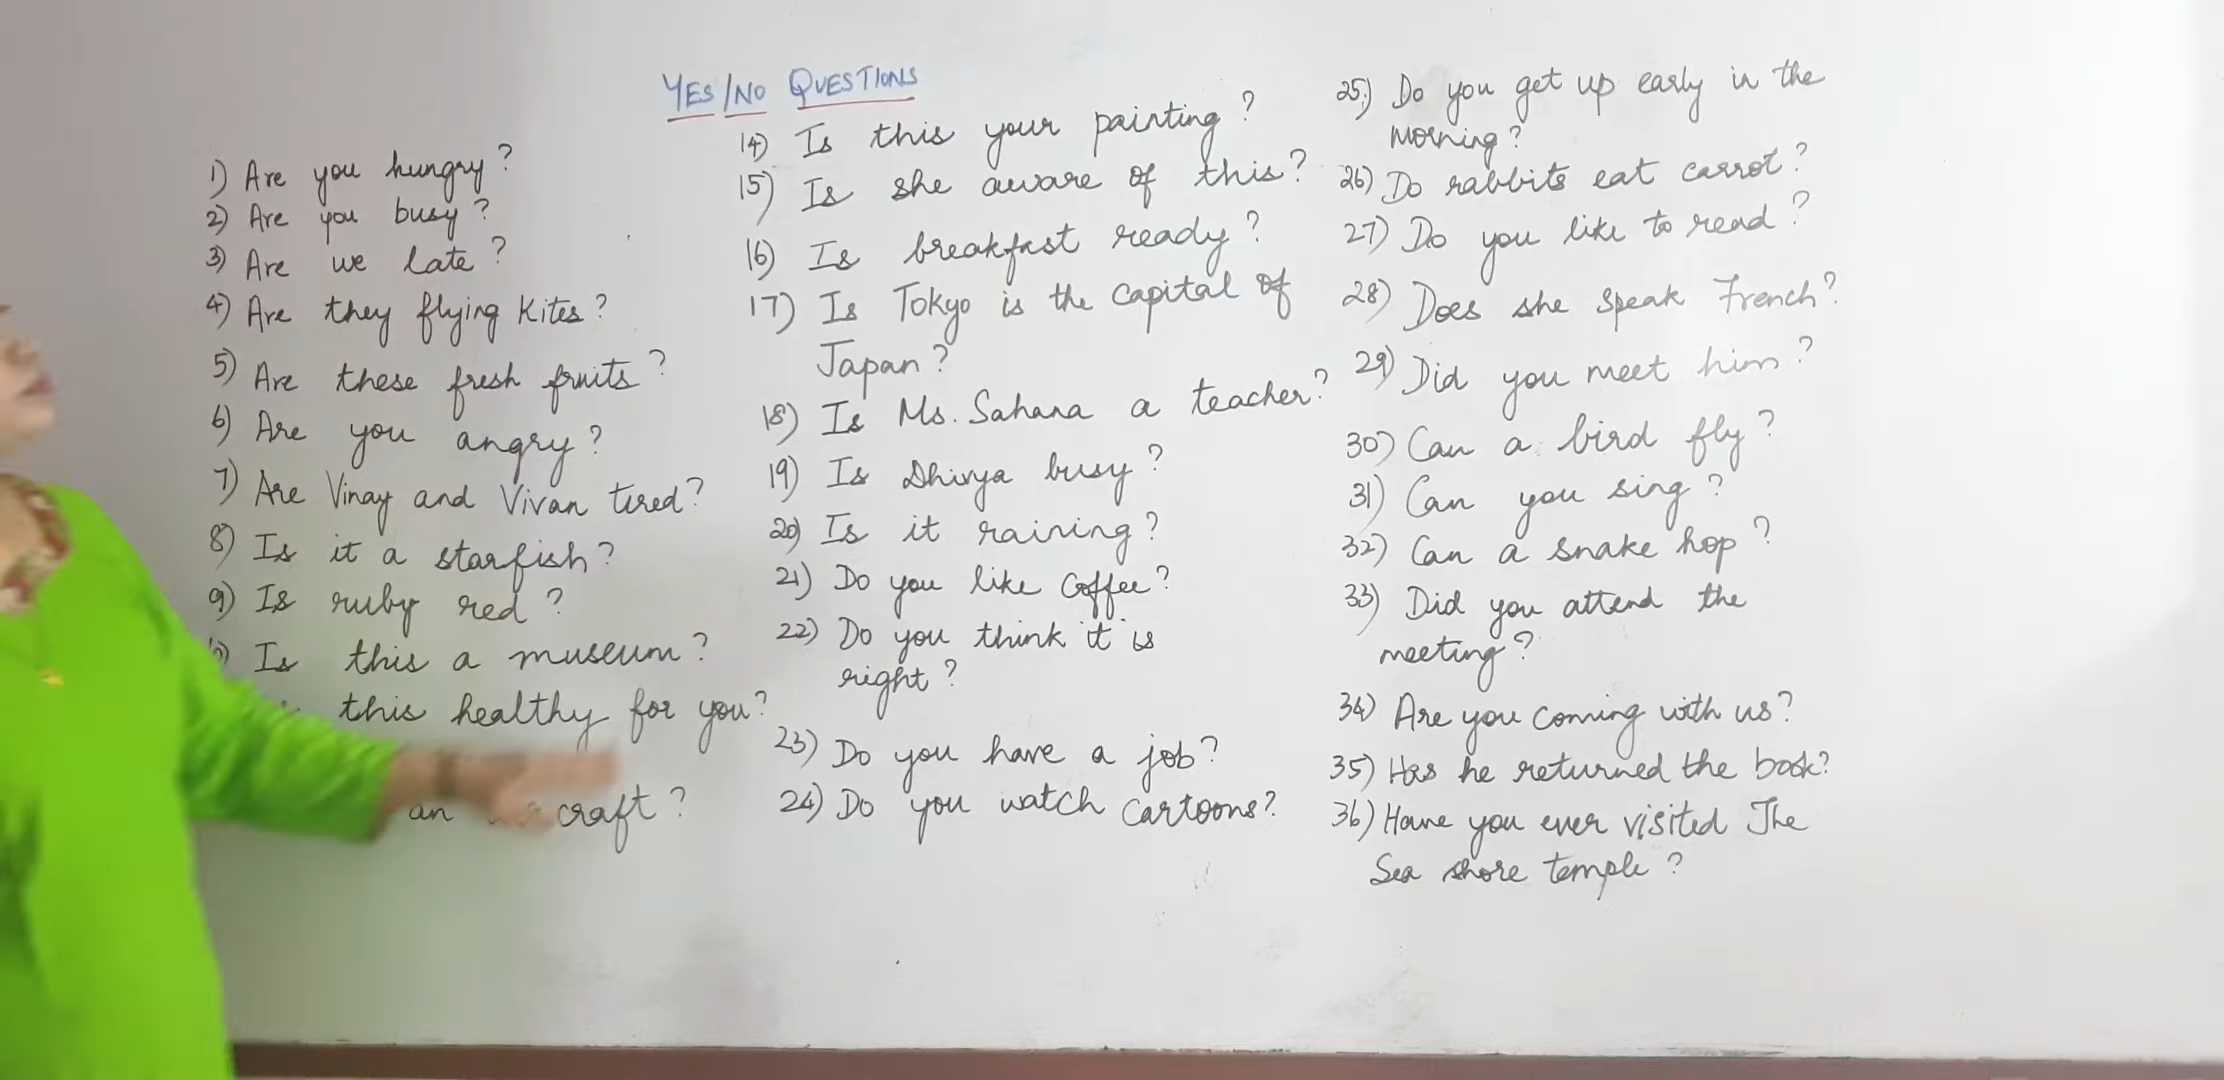 YES/NO QUESTIONS
1) Are you hungry?
2) Are you busy?
3) Are we late?
4) Are they flying Kites?
5) Are these fresh fruits?
6) Are you angry?
7) Are Vinay and Vivan tired?
8) Is it a starfish?
9) Is ruby red?
Is this a museum?
this healthy for you?
an craft?
14) Is this your painting?
15) Is she aware of this?
16) Is breakfast ready?
17) Is Tokyo is the capital of
Japan?
18) Is Ms. Sahana a teacher?
19) Is Dhivya busy?
20) Is it raining?
21) Do you like Coffee?
22) Do you think it is
right?
23) Do you have a job?
24) Do you watch cartoons?
25) Do you get up early in the
morning?
26) Do rabbits eat carrot?
27) Do you like to read?
28) Does she speak French?
29) Did you meet him?
30) Can a bird fly?
31) Can you sing?
32) Can a snake hop?
33) Did you attend the
meeting?
34) Are you coming with us?
35) Has he returned the book?
36) Have you ever visited The
Sea shore temple?